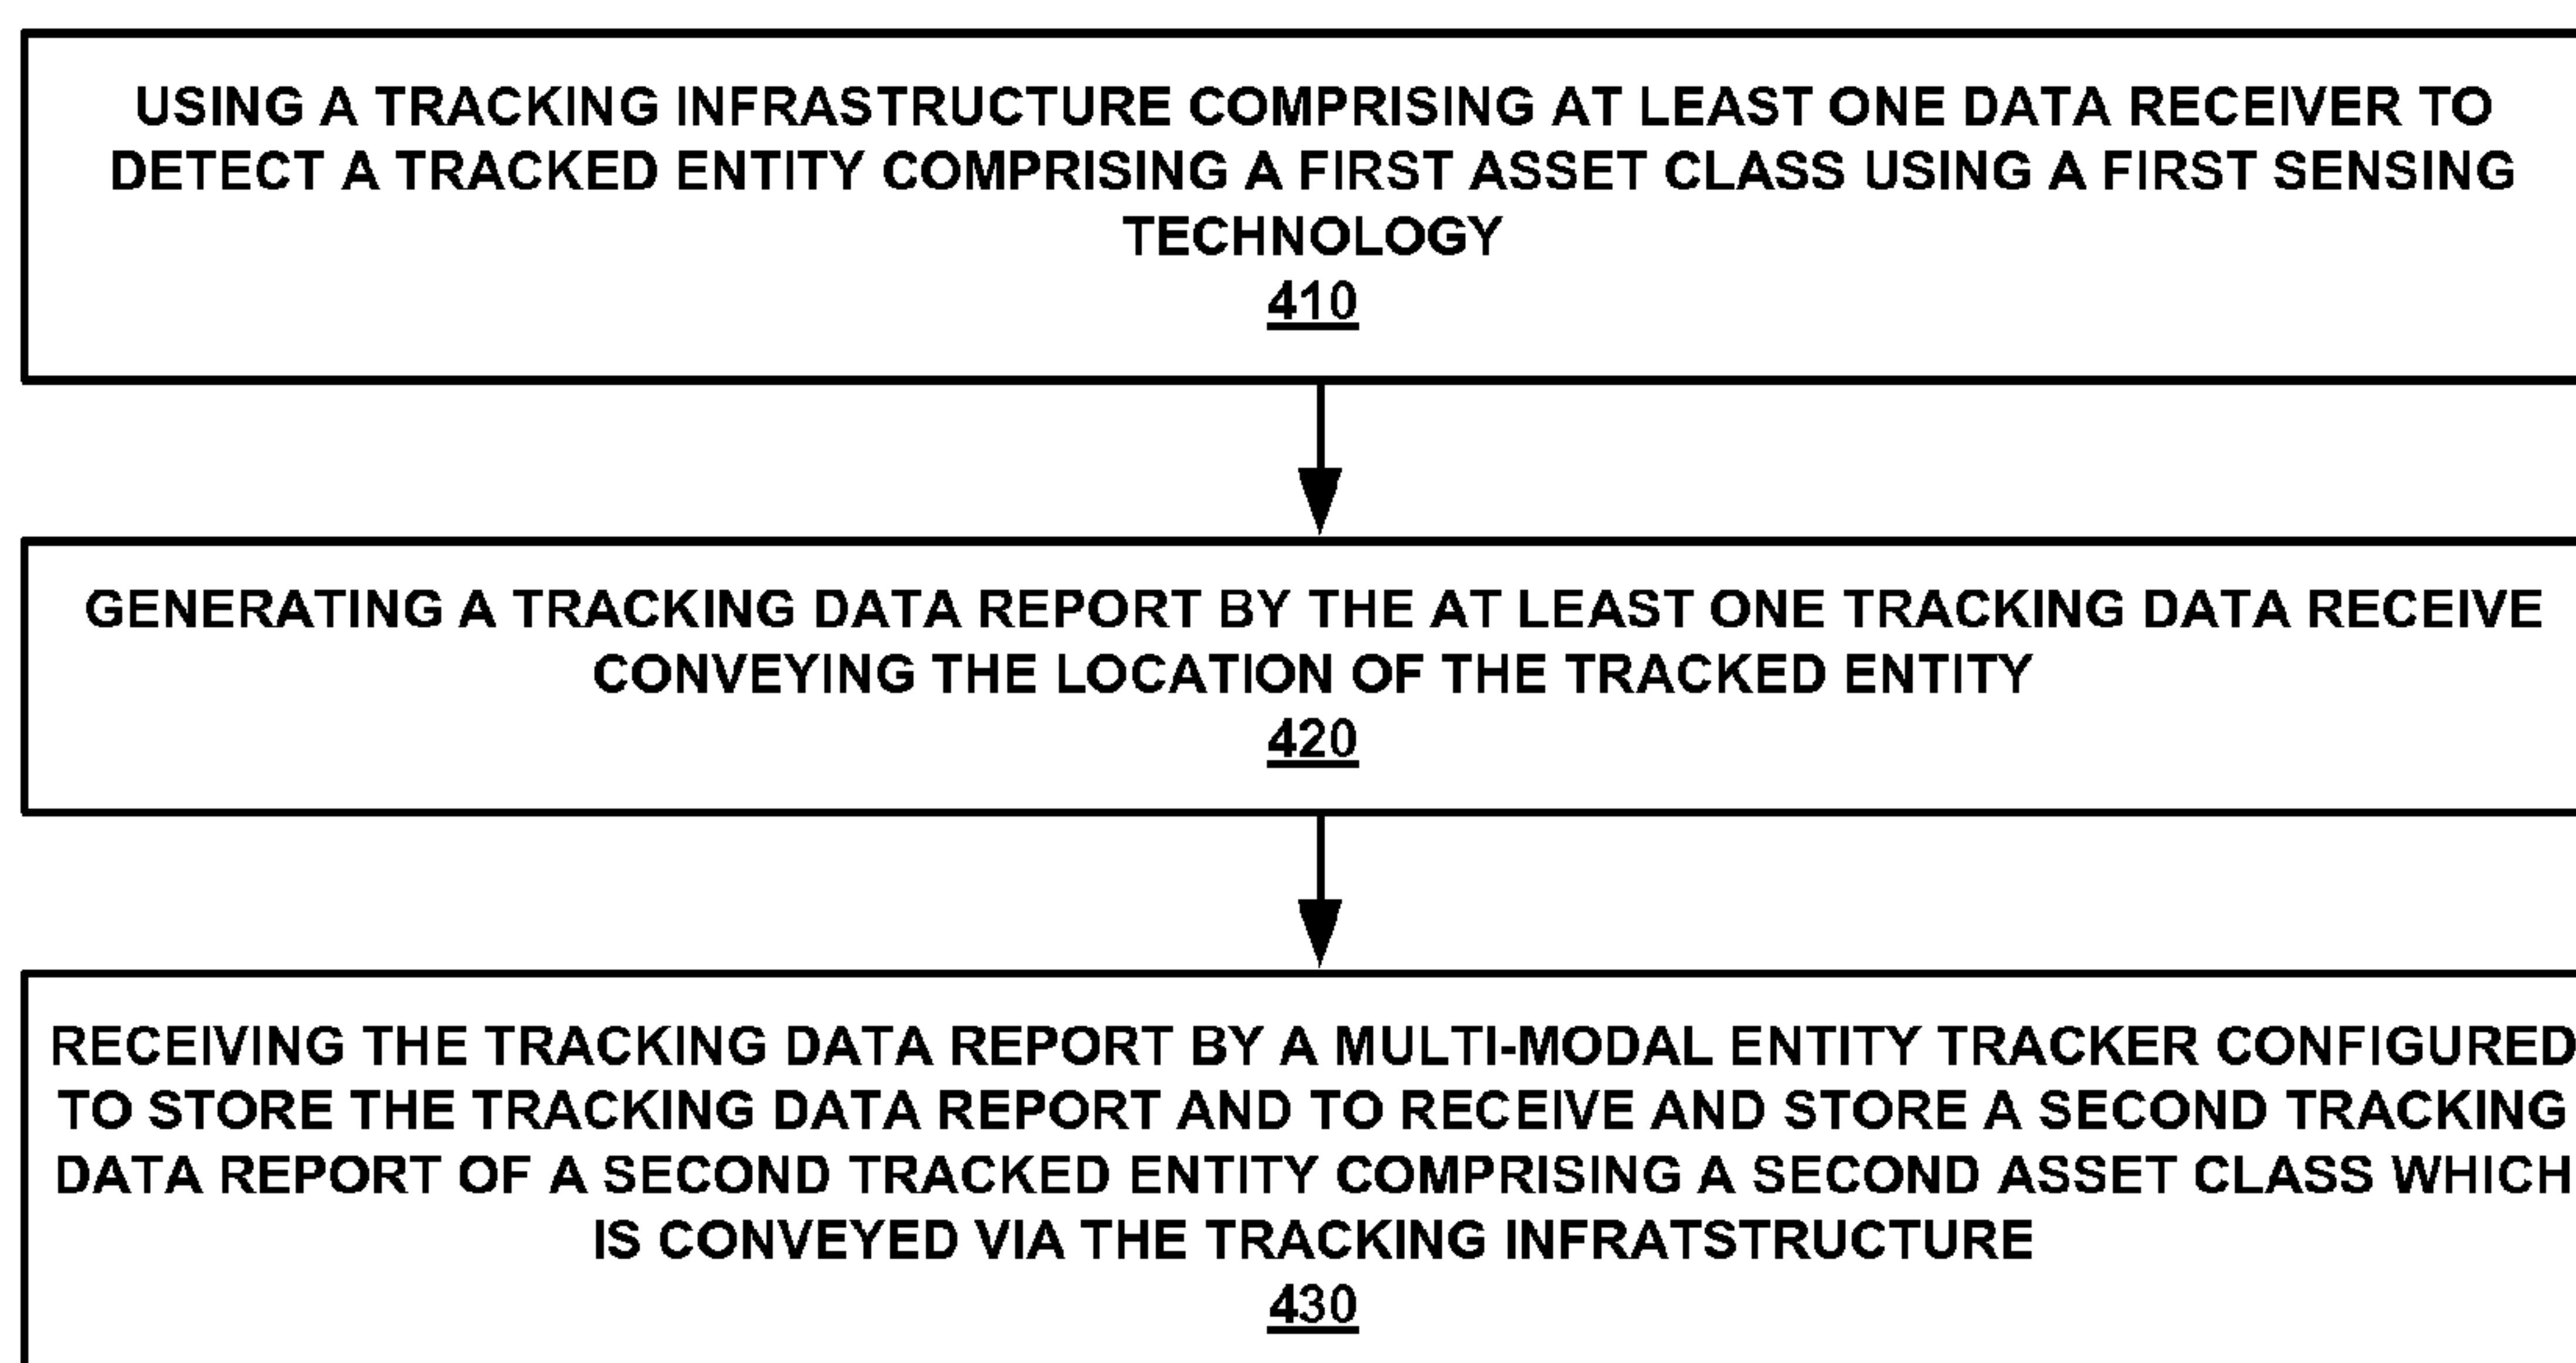 USING A TRACKING INFRASTRUCTURE COMPRISING AT LEAST ONE DATA RECEIVER TO
DETECT A TRACKED ENTITY COMPRISING A FIRST ASSET CLASS USING A FIRST SENSING
TECHNOLOGY
410
GENERATING A TRACKING DATA REPORT BY THE AT LEAST ONE TRACKING DATA RECEIVE
CONVEYING THE LOCATION OF THE TRACKED ENTITY
420
RECEIVING THE TRACKING DATA REPORT BY A MULTI-MODAL ENTITY TRACKER CONFIGURED
TO STORE THE TRACKING DATA REPORT AND TO RECEIVE AND STORE A SECOND TRACKING
DATA REPORT OF A SECOND TRACKED ENTITY COMPRISING A SECOND ASSET CLASS WHICH
IS CONVEYED VIA THE TRACKING INFRATSTRUCTURE
430